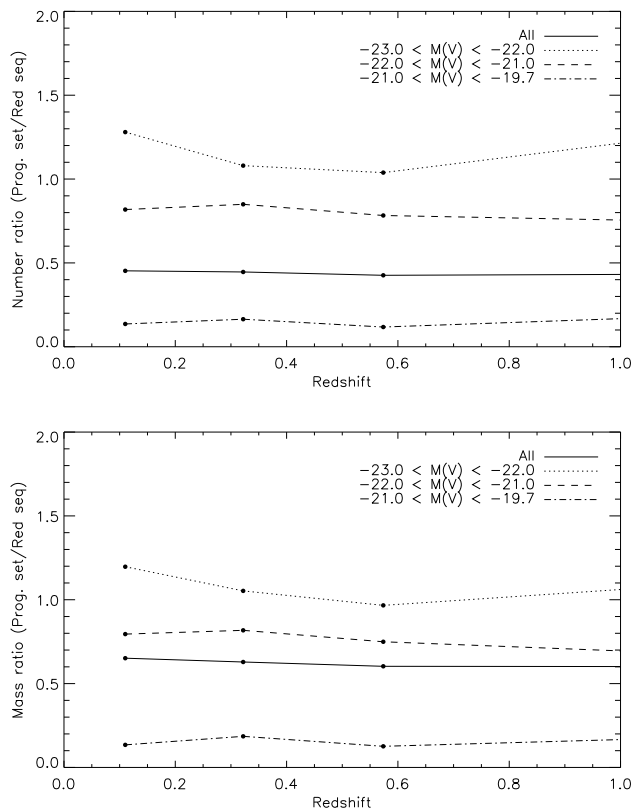 2.0
All
−23.0 < M(V) < −22.0
−22.0 < M(V) < −21.0
−21.0 < M(V) < −19.7
1.5
1.0
0.5
0.0
Number ratio (Prog. set/Red seq)
0.0 0.2 0.4 0.6 0.8 1.0
Redshift
2.0
All
−23.0 < M(V) < −22.0
−22.0 < M(V) < −21.0
−21.0 < M(V) < −19.7
1.5
1.0
0.5
0.0
Mass ratio (Prog. set/Red seq)
0.0 0.2 0.4 0.6 0.8 1.0
Redshift